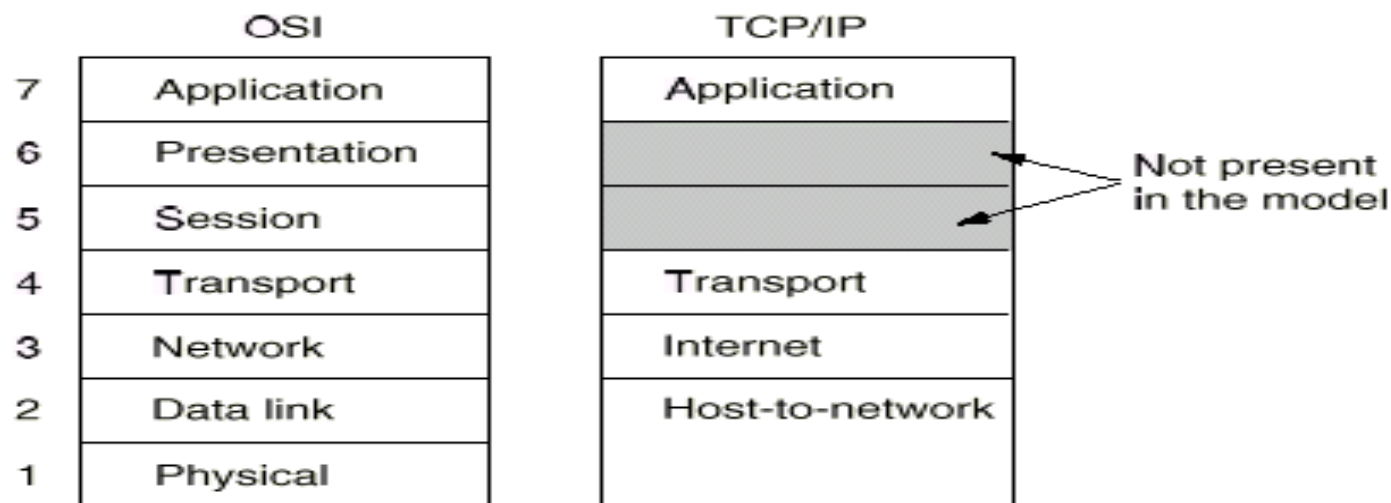 OSI TCP/IP
7 Application Application
6 Presentation
Not present
in the model
5 Session
4 Transport Transport
3 Network Internet
2 Data link Host-to-network
1 Physical